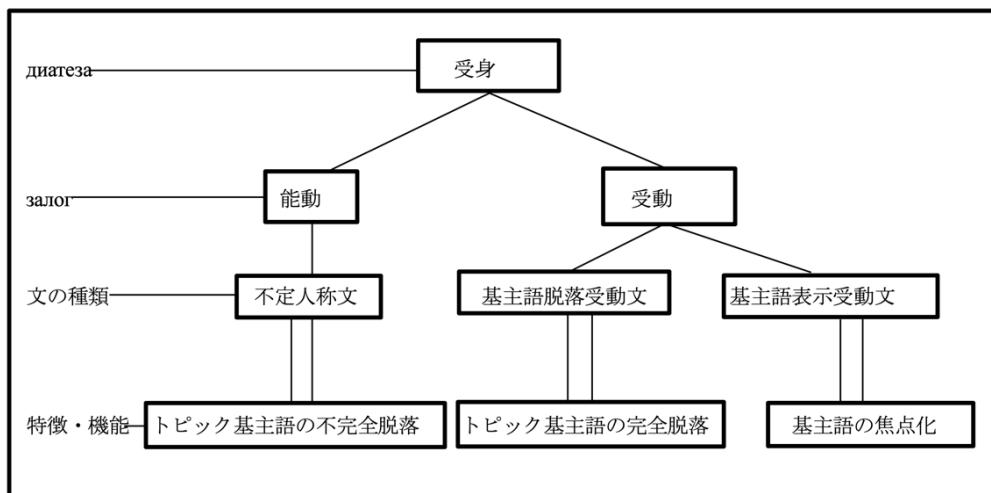 диатеза
受身
залог
能動
受動
文の種類
不定人称文
基主語脱落受動文
基主語表示受動文
特徴・機能
トピック基主語の不完全脱落
トピック基主語の完全脱落
基主語の焦点化